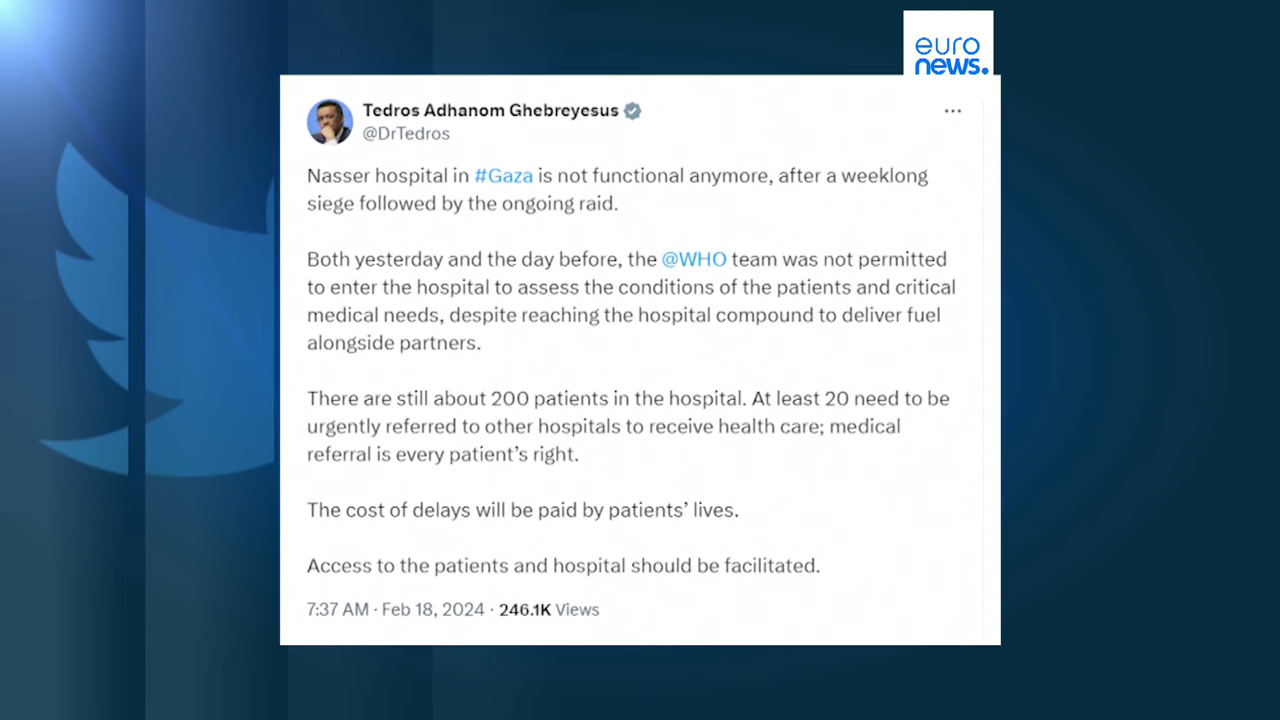 euro
news.
Tedros Adhanom Ghebreyesus
@DrTedros
Nasser hospital in #Gaza is not functional anymore, after a weeklong
siege followed by the ongoing raid.
Both yesterday and the day before, the @WHO team was not permitted
to enter the hospital to assess the conditions of the patients and critical
medical needs, despite reaching the hospital compound to deliver fuel
alongside partners.
There are still about 200 patients in the hospital. At least 20 need to be
urgently referred to other hospitals to receive health care; medical
referral is every patient’s right.
The cost of delays will be paid by patients’ lives.
Access to the patients and hospital should be facilitated.
7:37 AM · Feb 18, 2024 · 246.1K Views